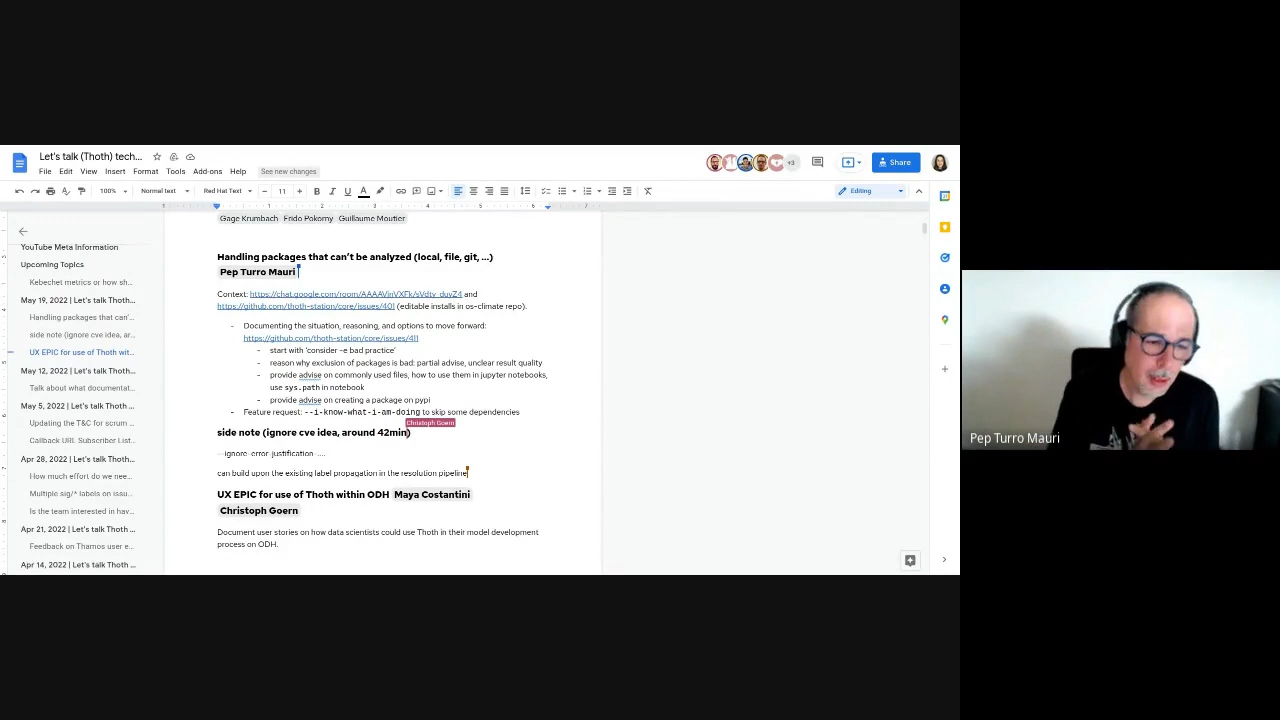 Let's talk (Thoth) tech...
File Edit View Insert Format Tools Add-ons Help See new changes
+3 Share
100% Normal text Red Hat Text 11 B I U A Editing
1 1 2 3 4 5 6 7
YouTube Meta Information
Upcoming Topics
Kebechet metrics or how sh...
May 19, 2022 | Let's talk Thoth...
Handling packages that can'...
side note (ignore cve idea, ar...
UX EPIC for use of Thoth wit...
May 12, 2022 | Let's talk Thoth...
Talk about what documentat...
May 5, 2022 | Let's talk Thoth ...
Updating the T&C for scrum ...
Callback URL Subscriber List...
Apr 28, 2022 | Let's talk Thoth ...
How much effort do we nee...
Multiple sig/* labels on issu...
Is the team interested in hav...
Apr 21, 2022 | Let's talk Thoth ...
Feedback on Thamos user e...
Apr 14, 2022 | Let's talk Thoth ...
Gage Krumbach Frido Pokorny Guillaume Moutier
Handling packages that can't be analyzed (local, file, git, ...)
Pep Turro Mauri
Context: https://chat.google.com/room/AAAAVjnVXFk/sVdtv_duyZ4 and
https://github.com/thoth-station/core/issues/401 (editable installs in os-climate repo).
- Documenting the situation, reasoning, and options to move forward:
https://github.com/thoth-station/core/issues/411
- start with 'consider -e bad practice'
- reason why exclusion of packages is bad: partial advise, unclear result quality
- provide advise on commonly used files, how to use them in jupyter notebooks,
use sys.path in notebook
- provide advise on creating a package on pypi
- Feature request: --i-know-what-i-am-doing to skip some dependencies
Christoph Goern
side note (ignore cve idea, around 42min)
--ignore-error-justification-....
can build upon the existing label propagation in the resolution pipeline
UX EPIC for use of Thoth within ODH Maya Costantini
Christoph Goern
Document user stories on how data scientists could use Thoth in their model development
process on ODH.
Pep Turro Mauri